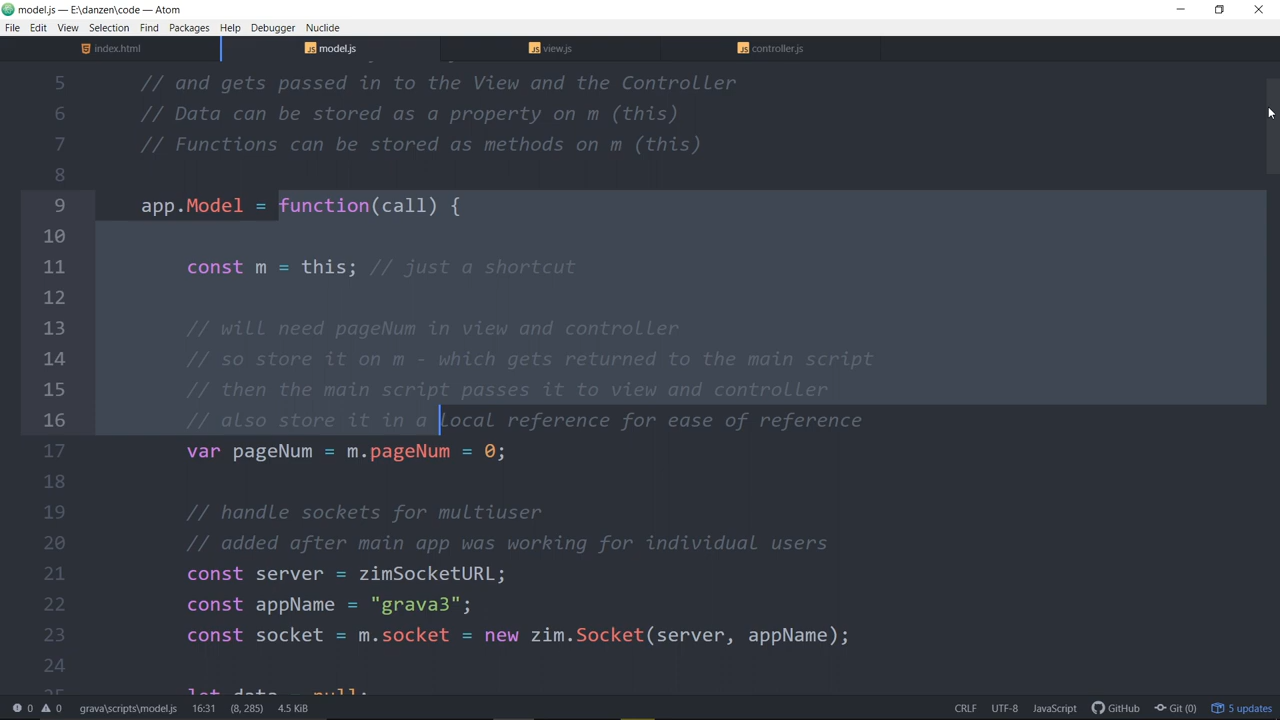 model.js — E:\danzen\code — Atom
File Edit View Selection Find Packages Help Debugger Nuclide
index.html model.js view.js controller.js
5 // and gets passed in to the View and the Controller
6 // Data can be stored as a property on m (this)
7 // Functions can be stored as methods on m (this)
8
9 app.Model = function(call) {
10
11 const m = this; // just a shortcut
12
13 // will need pageNum in view and controller
14 // so store it on m - which gets returned to the main script
15 // then the main script passes it to view and controller
16 // also store it in a local reference for ease of reference
17 var pageNum = m.pageNum = 0;
18
19 // handle sockets for multiuser
20 // added after main app was working for individual users
21 const server = zimSocketURL;
22 const appName = "grava3";
23 const socket = m.socket = new zim.Socket(server, appName);
24
25 let data = null;
0 0 grava\scripts\model.js 16:31 (8, 285) 4.5 KiB CRLF UTF-8 JavaScript GitHub Git (0) 5 updates